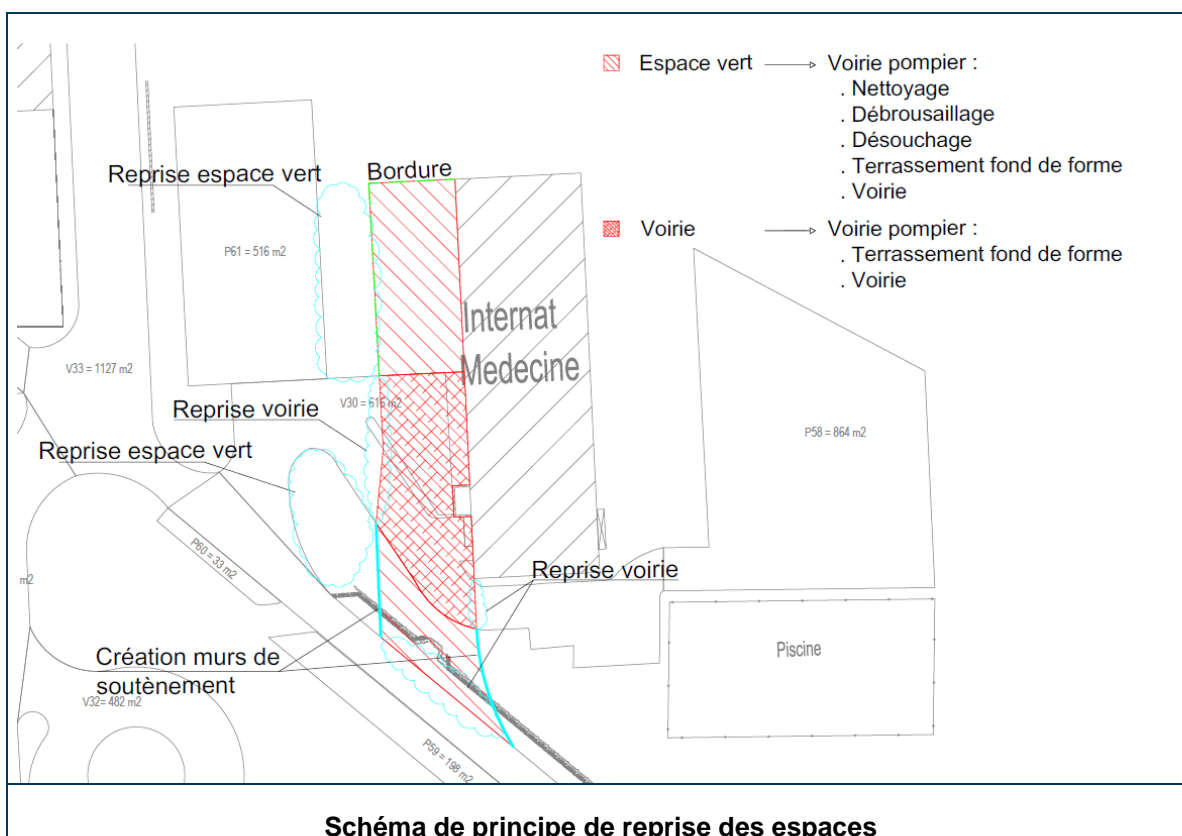 Espace vert
Voirie pompier :
. Nettoyage
. Débrousaillage
. Désouchage
. Terrassement fond de forme
. Voirie
Voirie
Voirie pompier :
. Terrassement fond de forme
. Voirie
Reprise espace vert
Bordure
P61 = 516 m2
Internat
Medecine
V33 = 1127 m2
V30 = 616 m2
Reprise voirie
Reprise espace vert
P58 = 864 m2
P60 = 33 m2
m2
Reprise voirie
Création murs de
soutènement
Piscine
V32= 482 m2
P59 = 198 m2
Schéma de principe de reprise des espaces